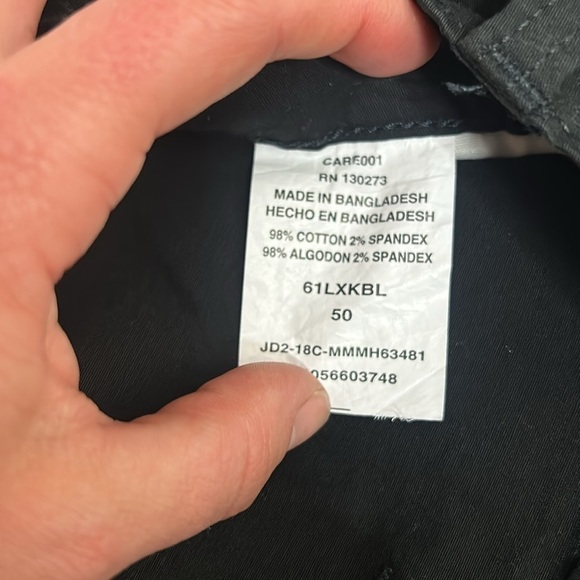 CARE001
RN 130273
MADE IN BANGLADESH
HECHO EN BANGLADESH
98% COTTON 2% SPANDEX
98% ALGODON 2% SPANDEX
61LXKBL
50
JD2-18C-MMMH63481
056603748